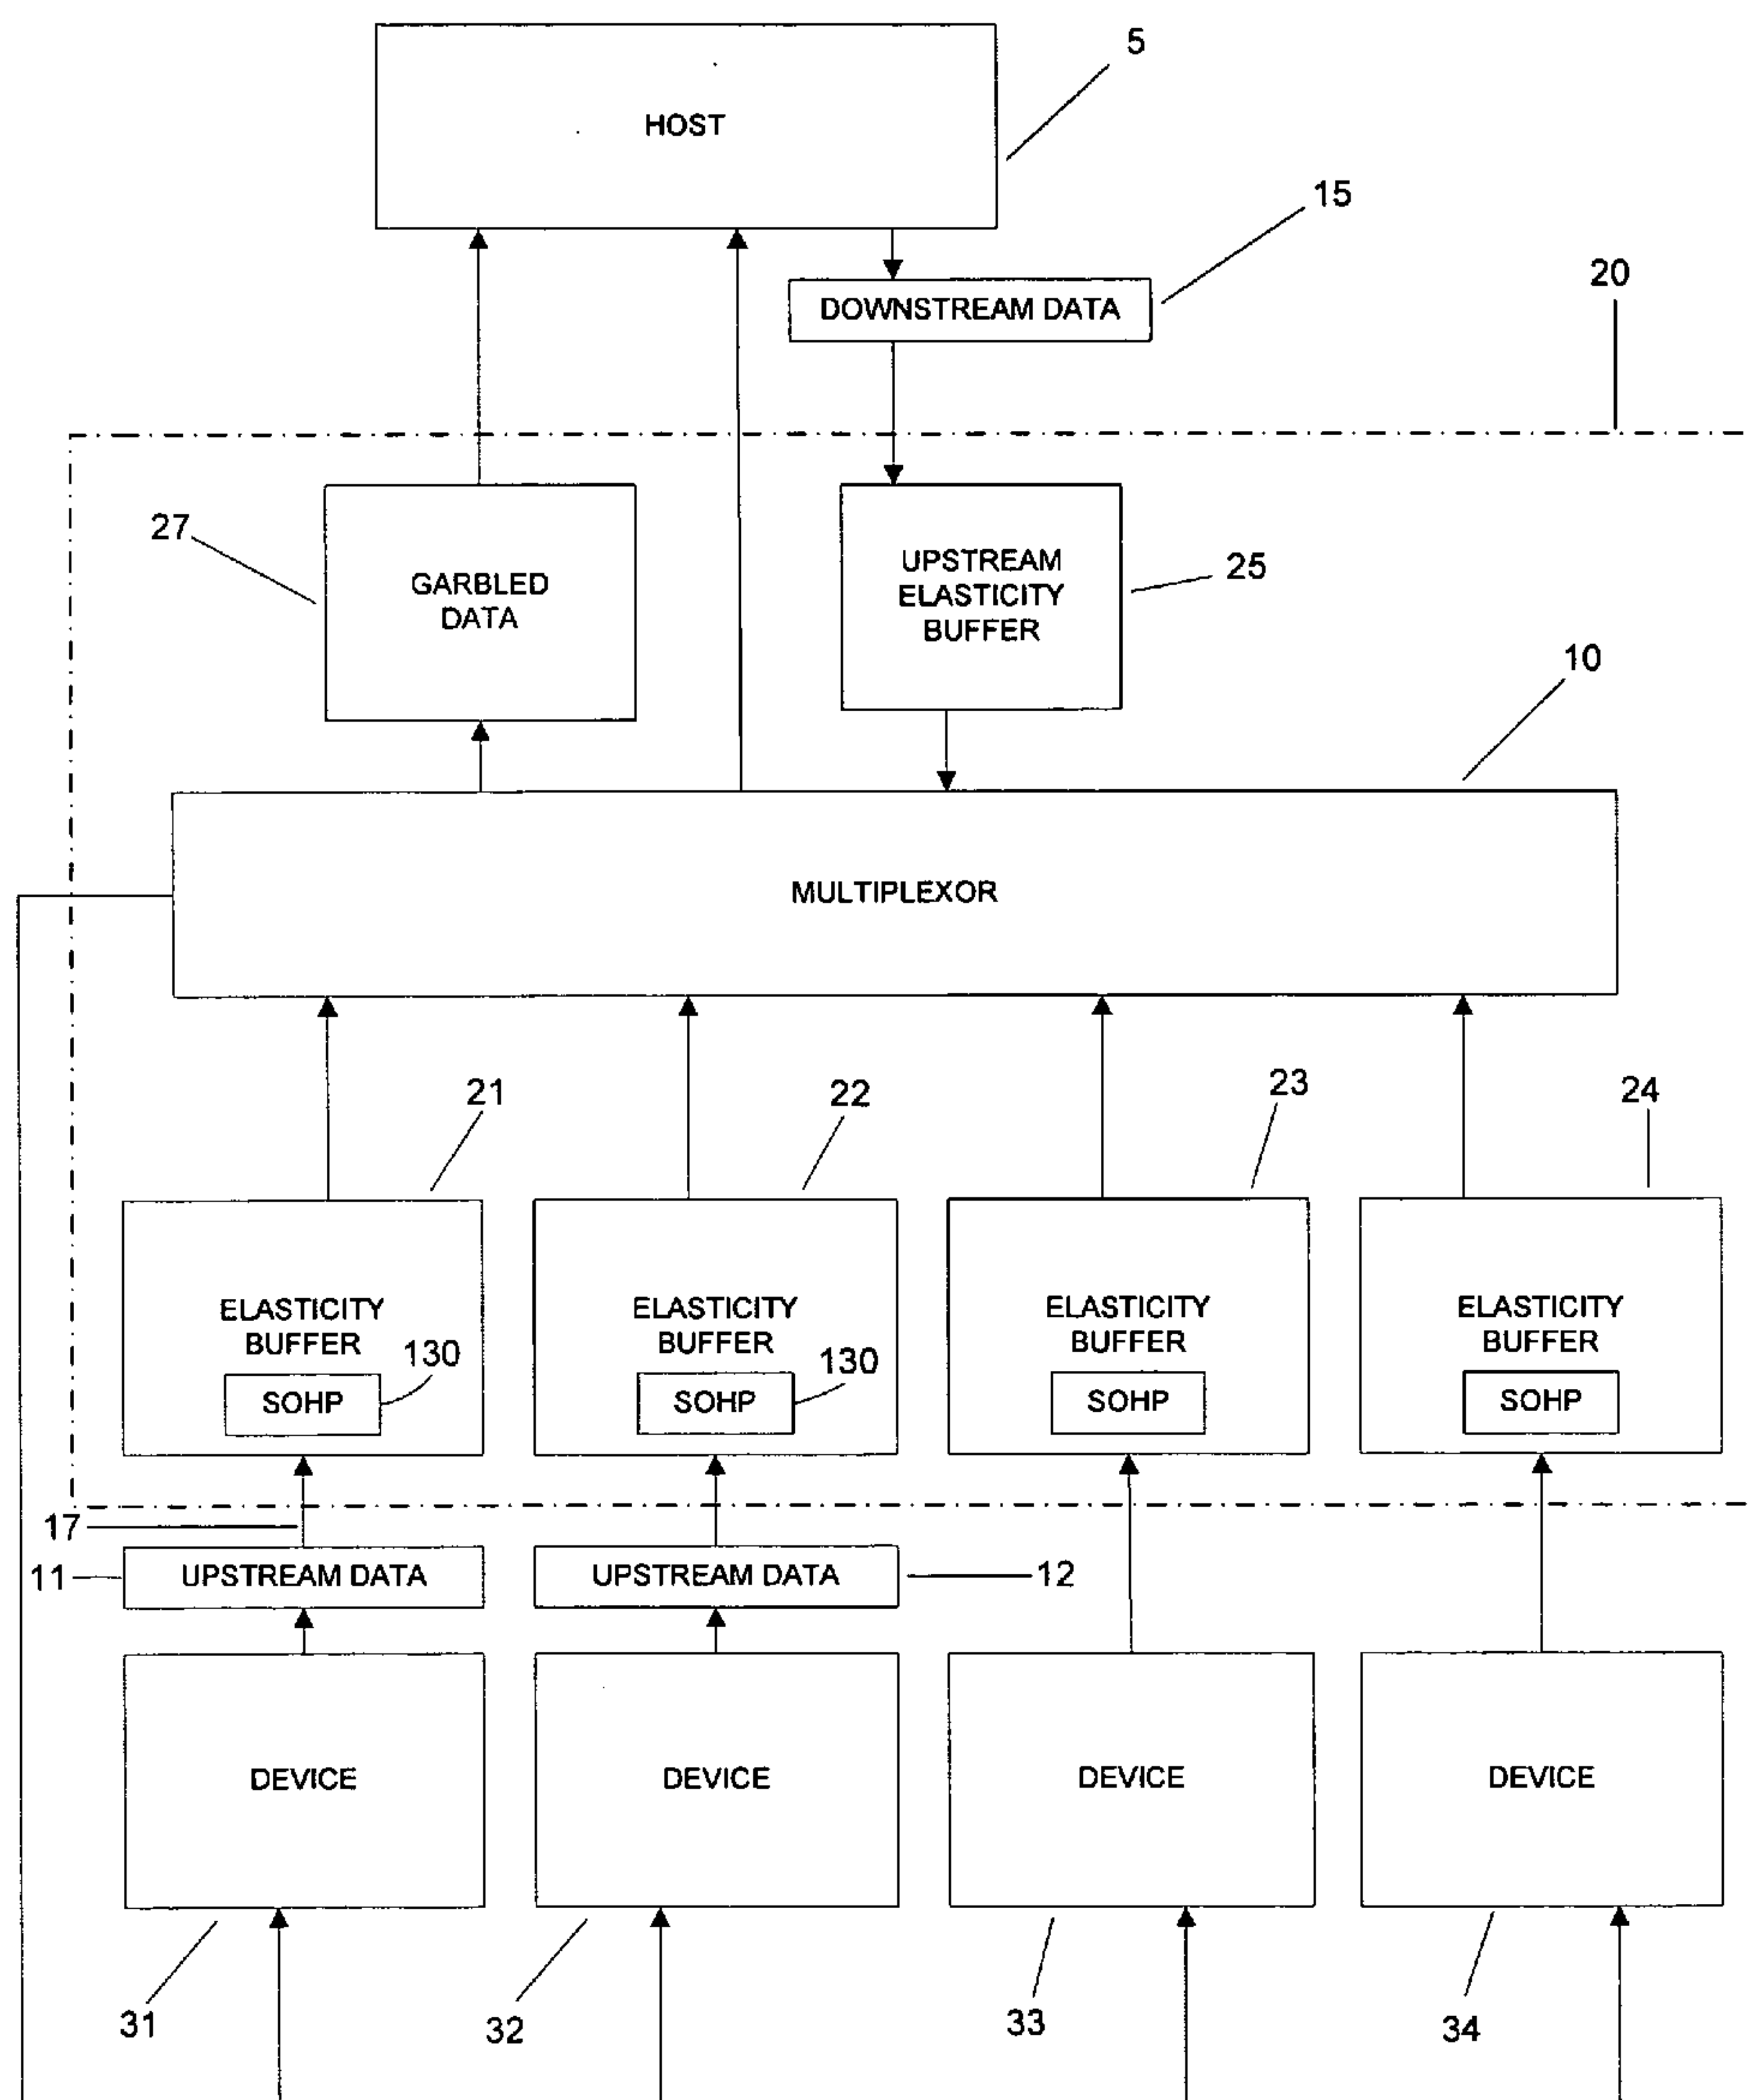 5
HOST
15
DOWNSTREAM DATA
20
27
GARBLED
DATA
UPSTREAM
ELASTICITY
BUFFER
25
10
MULTIPLEXOR
21
22
23
24
ELASTICITY
BUFFER
130
SOHP
ELASTICITY
BUFFER
130
SOHP
ELASTICITY
BUFFER
SOHP
ELASTICITY
BUFFER
SOHP
17
11
UPSTREAM DATA
UPSTREAM DATA
12
DEVICE
DEVICE
DEVICE
DEVICE
31
32
33
34